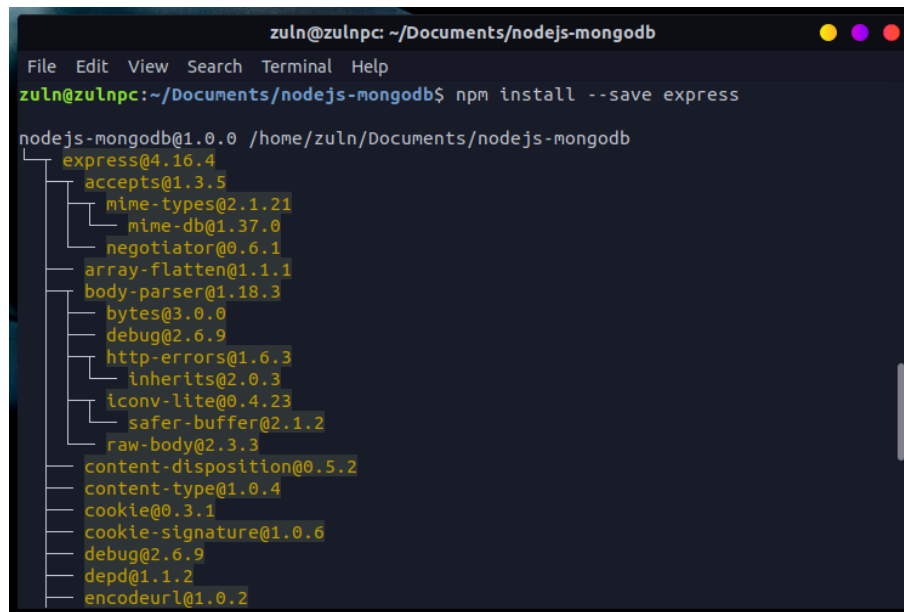 zuln@zulnpc: ~/Documents/nodejs-mongodb
File Edit View Search Terminal Help
zuln@zulnpc:~/Documents/nodejs-mongodb$ npm install --save express
nodejs-mongodb@1.0.0 /home/zuln/Documents/nodejs-mongodb
└─┬ express@4.16.4
  ├─┬ accepts@1.3.5
  │ ├─┬ mime-types@2.1.21
  │ │ └── mime-db@1.37.0
  │ └── negotiator@0.6.1
  ├── array-flatten@1.1.1
  ├─┬ body-parser@1.18.3
  │ ├── bytes@3.0.0
  │ ├── debug@2.6.9
  │ ├─┬ http-errors@1.6.3
  │ │ └── inherits@2.0.3
  │ ├─┬ iconv-lite@0.4.23
  │ │ └── safer-buffer@2.1.2
  │ └── raw-body@2.3.3
  ├── content-disposition@0.5.2
  ├── content-type@1.0.4
  ├── cookie@0.3.1
  ├── cookie-signature@1.0.6
  ├── debug@2.6.9
  ├── depd@1.1.2
  ├── encodeurl@1.0.2